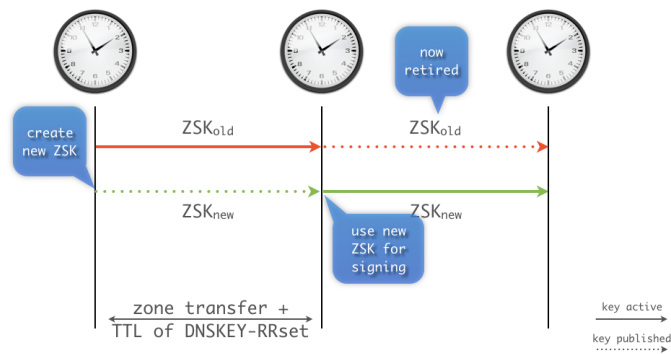 now
retired
create
new ZSK
ZSKold
ZSKold
ZSKnew
ZSKnew
use new
ZSK for
signing
zone transfer +
TTL of DNSKEY-RRset
key active
key published